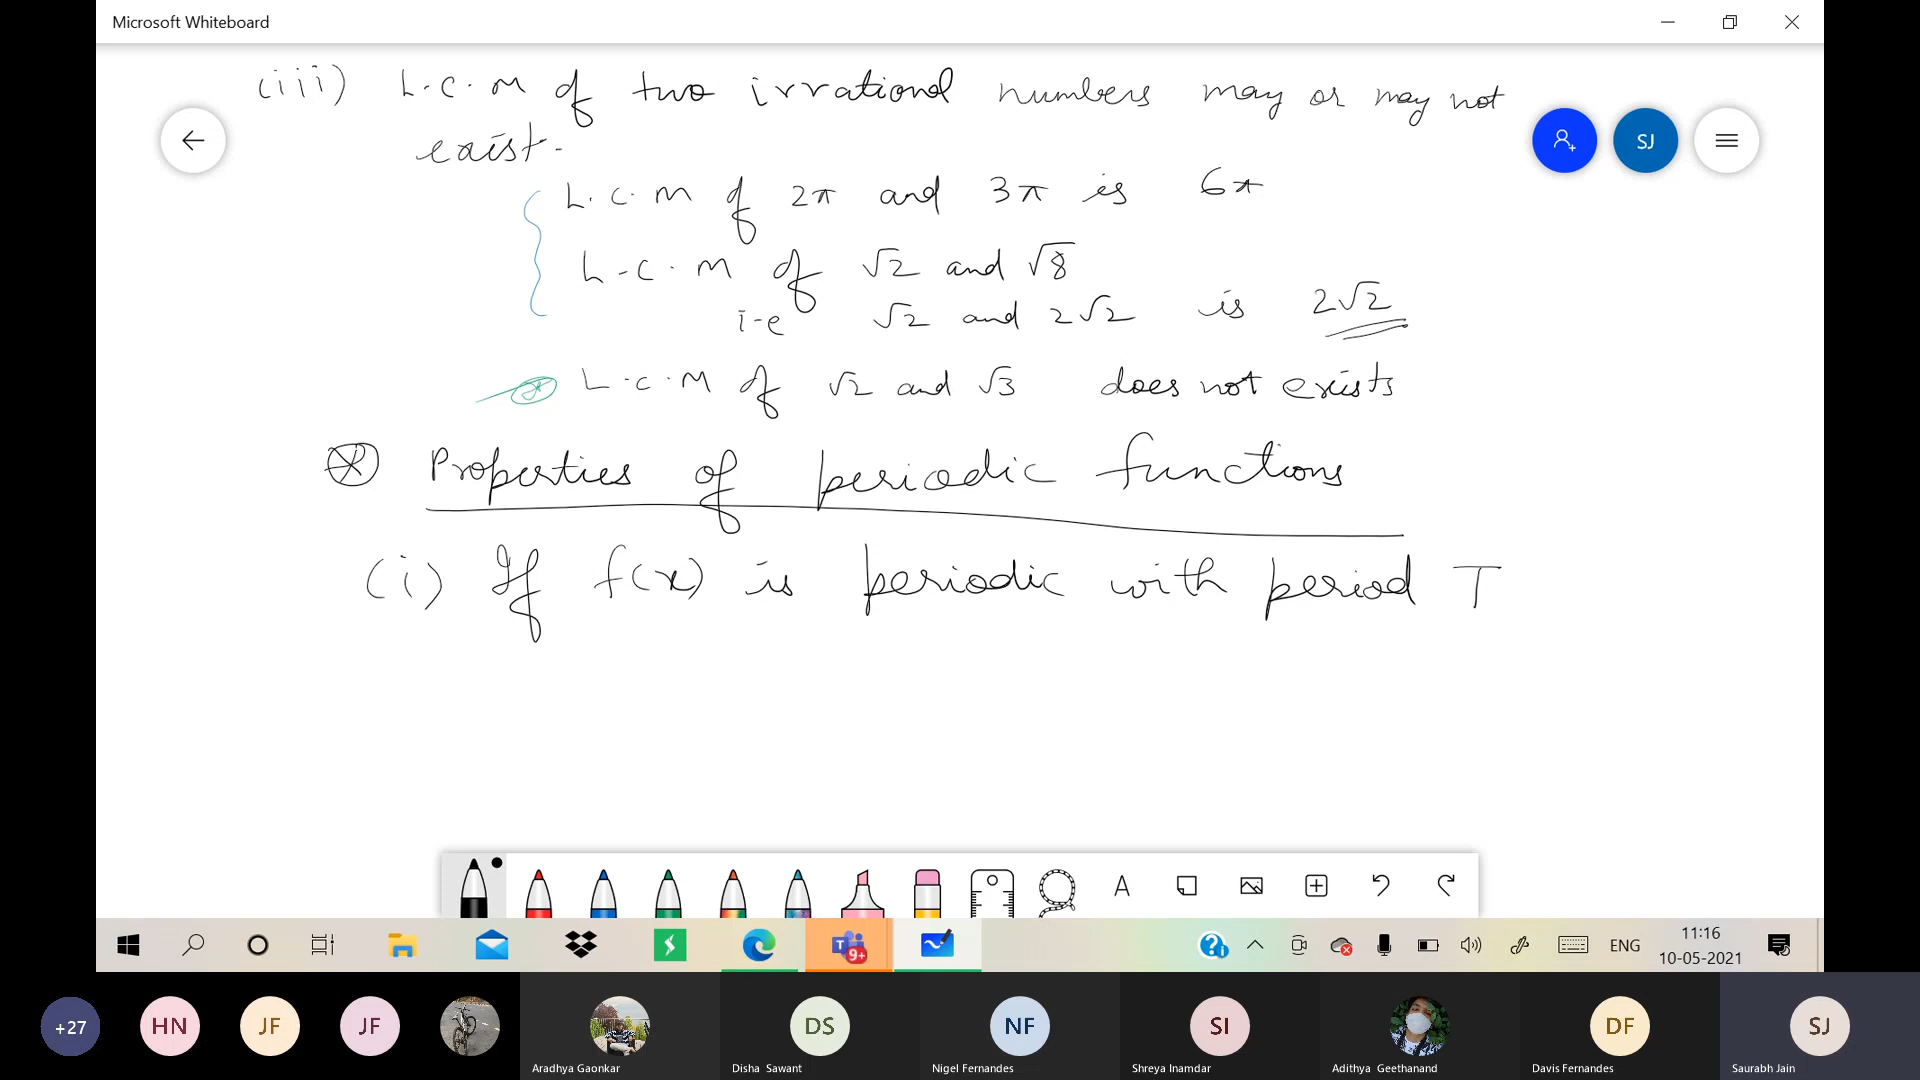 Microsoft Whiteboard
(iii) L.C.M of two irrational numbers may or may not
exist.
L.C.M of 2π and 3π is 6π
L.C.M of √2 and √8
i.e √2 and 2√2 is 2√2
L.C.M of √2 and √3 does not exists
Properties of periodic functions
(i) If f(x) is periodic with period T
SJ
A
9+
ENG
11:16
10-05-2021
+27
HN
JF
JF
DS
NF
SI
DF
SJ
Aradhya Gaonkar
Disha Sawant
Nigel Fernandes
Shreya Inamdar
Adithya Geethanand
Davis Fernandes
Saurabh Jain